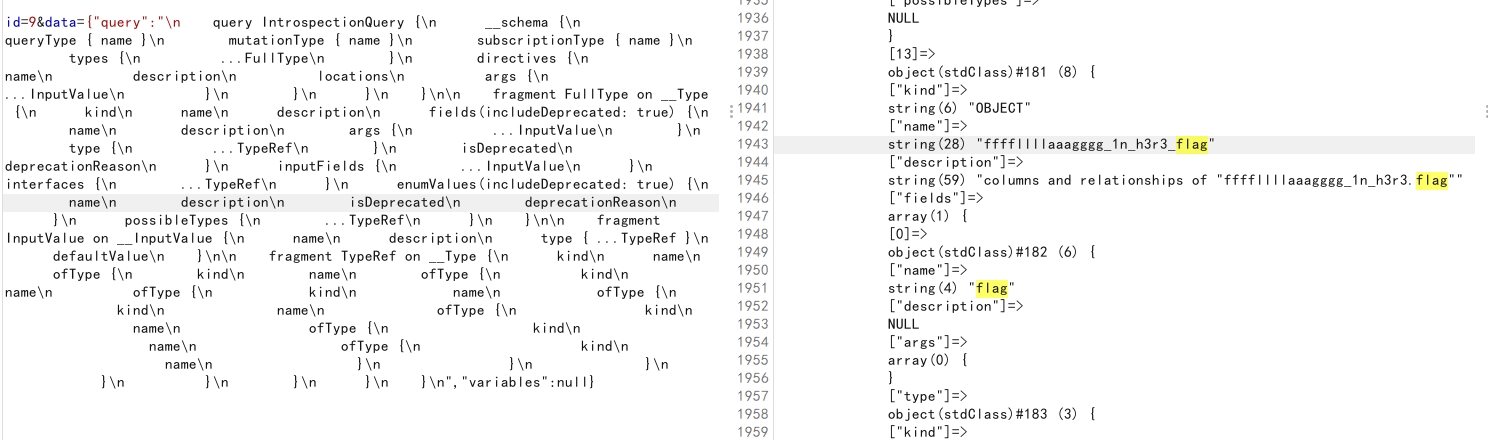 id=9&data={"query":"\n    query IntrospectionQuery {\n      __schema {\n
queryType { name }\n        mutationType { name }\n        subscriptionType { name }\n
types {\n          ...FullType\n        }\n        directives {\n
name\n          description\n          locations\n          args {\n
...InputValue\n          }\n        }\n      }\n    }\n\n    fragment FullType on __Type
{\n      kind\n      name\n      description\n      fields(includeDeprecated: true) {\n
name\n        description\n        args {\n          ...InputValue\n        }\n
type {\n          ...TypeRef\n        }\n        isDeprecated\n
deprecationReason\n      }\n      inputFields {\n        ...InputValue\n      }\n
interfaces {\n        ...TypeRef\n      }\n      enumValues(includeDeprecated: true) {\n
name\n        description\n        isDeprecated\n        deprecationReason\n
}\n      possibleTypes {\n        ...TypeRef\n      }\n    }\n\n    fragment
InputValue on __InputValue {\n      name\n      description\n      type { ...TypeRef }\n
defaultValue\n    }\n\n    fragment TypeRef on __Type {\n      kind\n      name\n
ofType {\n        kind\n        name\n        ofType {\n          kind\n
name\n          ofType {\n            kind\n            name\n            ofType {\n
kind\n              name\n              ofType {\n                kind\n
name\n                ofType {\n                  kind\n
name\n                  ofType {\n                    kind\n
name\n                  }\n                }\n              }\n
}\n          }\n        }\n      }\n    }\n","variables":null}
["possibleTypes"]=>
1936 NULL
1937 }
1938 [13]=>
1939 object(stdClass)#181 (8) {
1940 ["kind"]=>
1941 string(6) "OBJECT"
1942 ["name"]=>
1943 string(28) "ffffllllaaagggg_1n_h3r3_flag"
1944 ["description"]=>
1945 string(59) "columns and relationships of "ffffllllaaagggg_1n_h3r3.flag""
1946 ["fields"]=>
1947 array(1) {
1948 [0]=>
1949 object(stdClass)#182 (6) {
1950 ["name"]=>
1951 string(4) "flag"
1952 ["description"]=>
1953 NULL
1954 ["args"]=>
1955 array(0) {
1956 }
1957 ["type"]=>
1958 object(stdClass)#183 (3) {
1959 ["kind"]=>